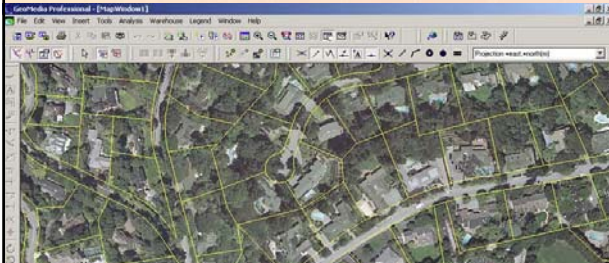 GeoMedia Professional - [MapWindow1]
File Edit View Insert Tools Analysis Warehouse Legend Window Help
Projection +east,+north(m)